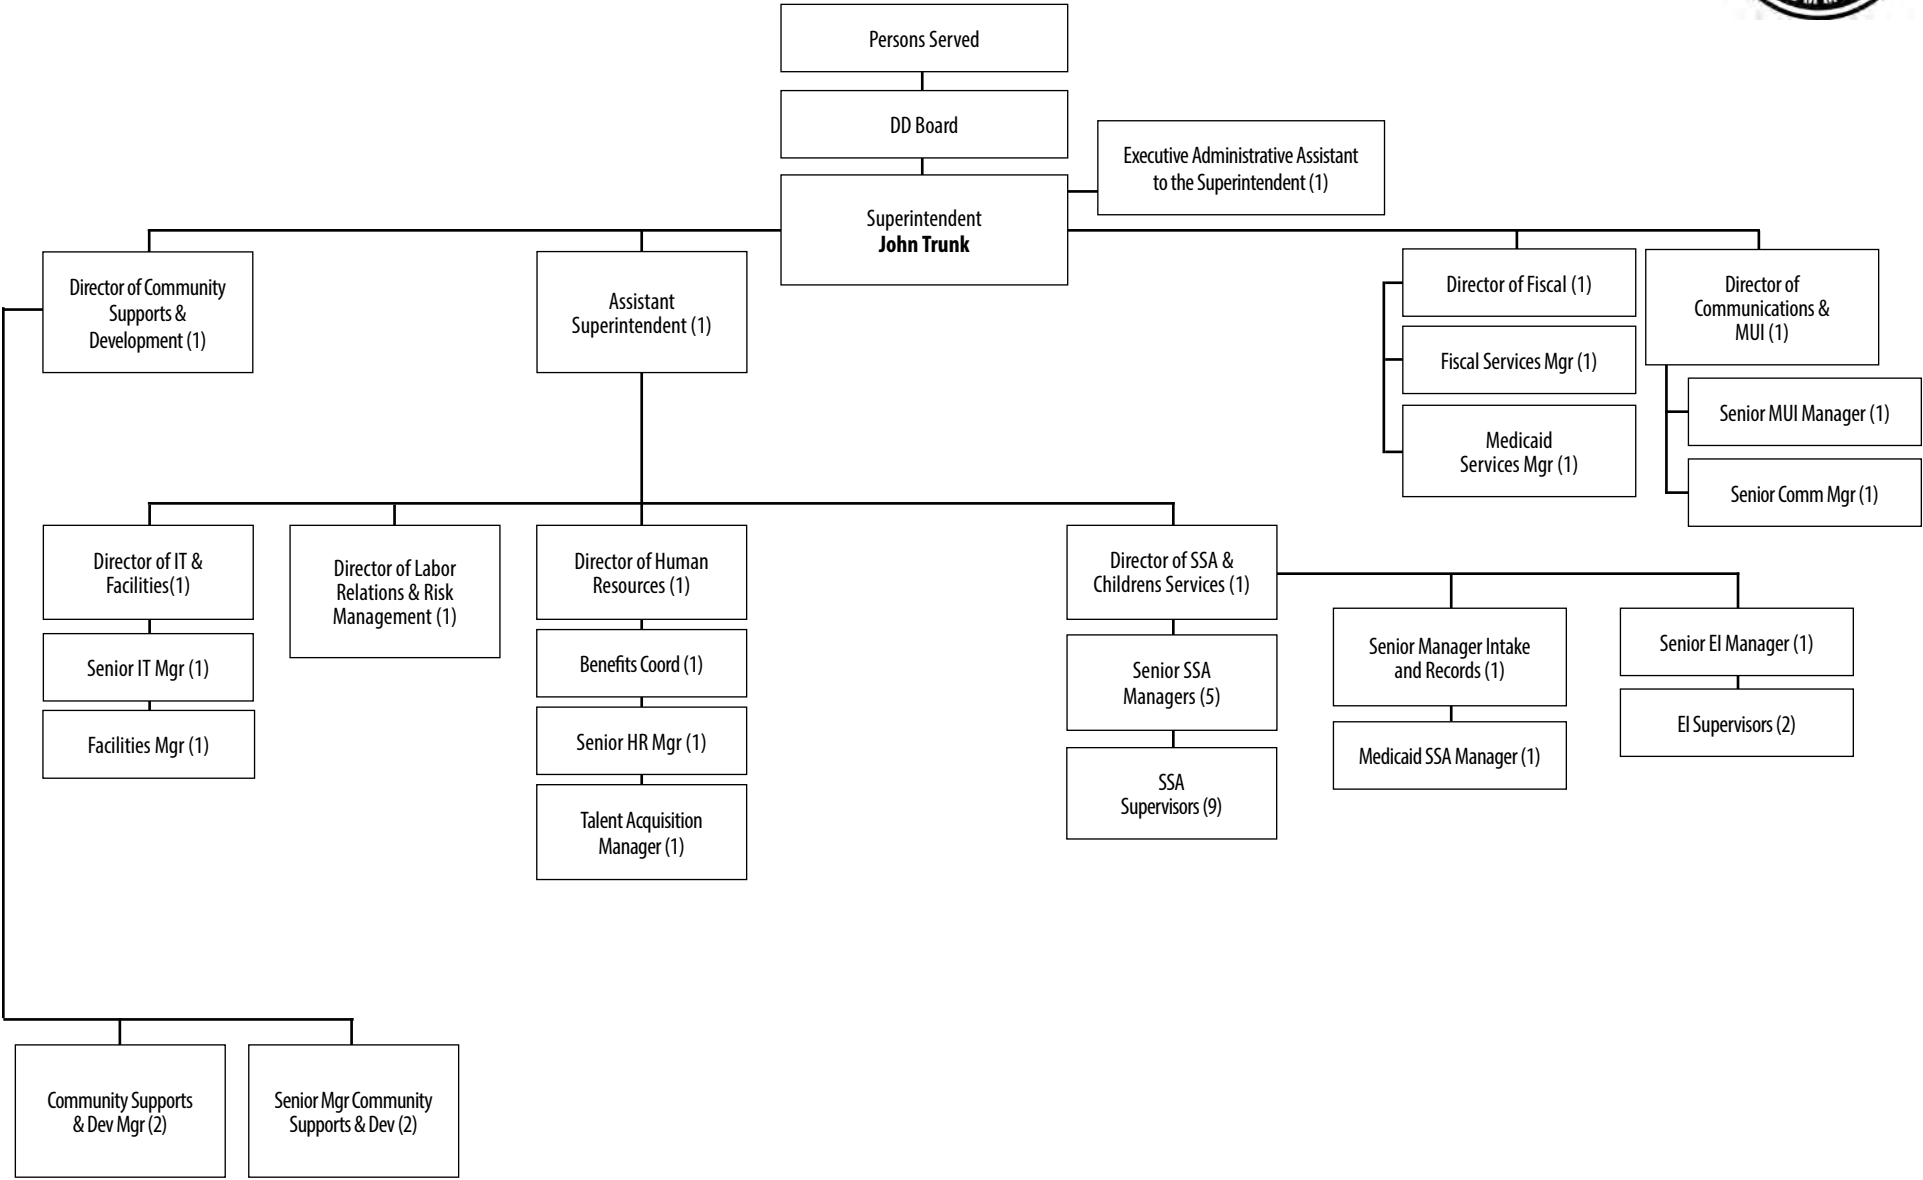 Persons Served
DD Board
Executive Administrative Assistant
to the Superintendent (1)
Superintendent
John Trunk
Director of Community
Supports &
Development (1)
Assistant
Superintendent (1)
Director of Fiscal (1)
Fiscal Services Mgr (1)
Medicaid
Services Mgr (1)
Director of
Communications &
MUI (1)
Senior MUI Manager (1)
Senior Comm Mgr (1)
Director of IT &
Facilities(1)
Senior IT Mgr (1)
Facilities Mgr (1)
Director of Labor
Relations & Risk
Management (1)
Director of Human
Resources (1)
Benefits Coord (1)
Senior HR Mgr (1)
Talent Acquisition
Manager (1)
Director of SSA &
Childrens Services (1)
Senior SSA
Managers (5)
SSA
Supervisors (9)
Senior Manager Intake
and Records (1)
Medicaid SSA Manager (1)
Senior EI Manager (1)
EI Supervisors (2)
Community Supports
& Dev Mgr (2)
Senior Mgr Community
Supports & Dev (2)